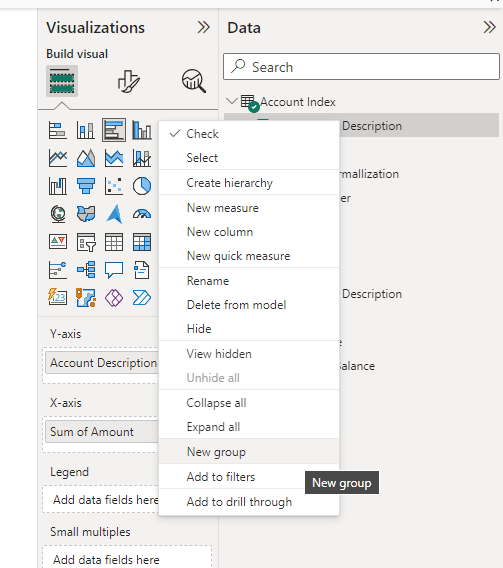 Visualizations
Data
Build visual
Search
Account Index
Description
Check
Select
Create hierarchy
New measure
New column
New quick measure
Rename
Delete from model
Hide
View hidden
Unhide all
Collapse all
Expand all
New group
Add to filters
Add to drill through
New group
Description
Balance
123
Y-axis
Account Description
X-axis
Sum of Amount
Legend
Add data fields here
Small multiples
Add data fields here